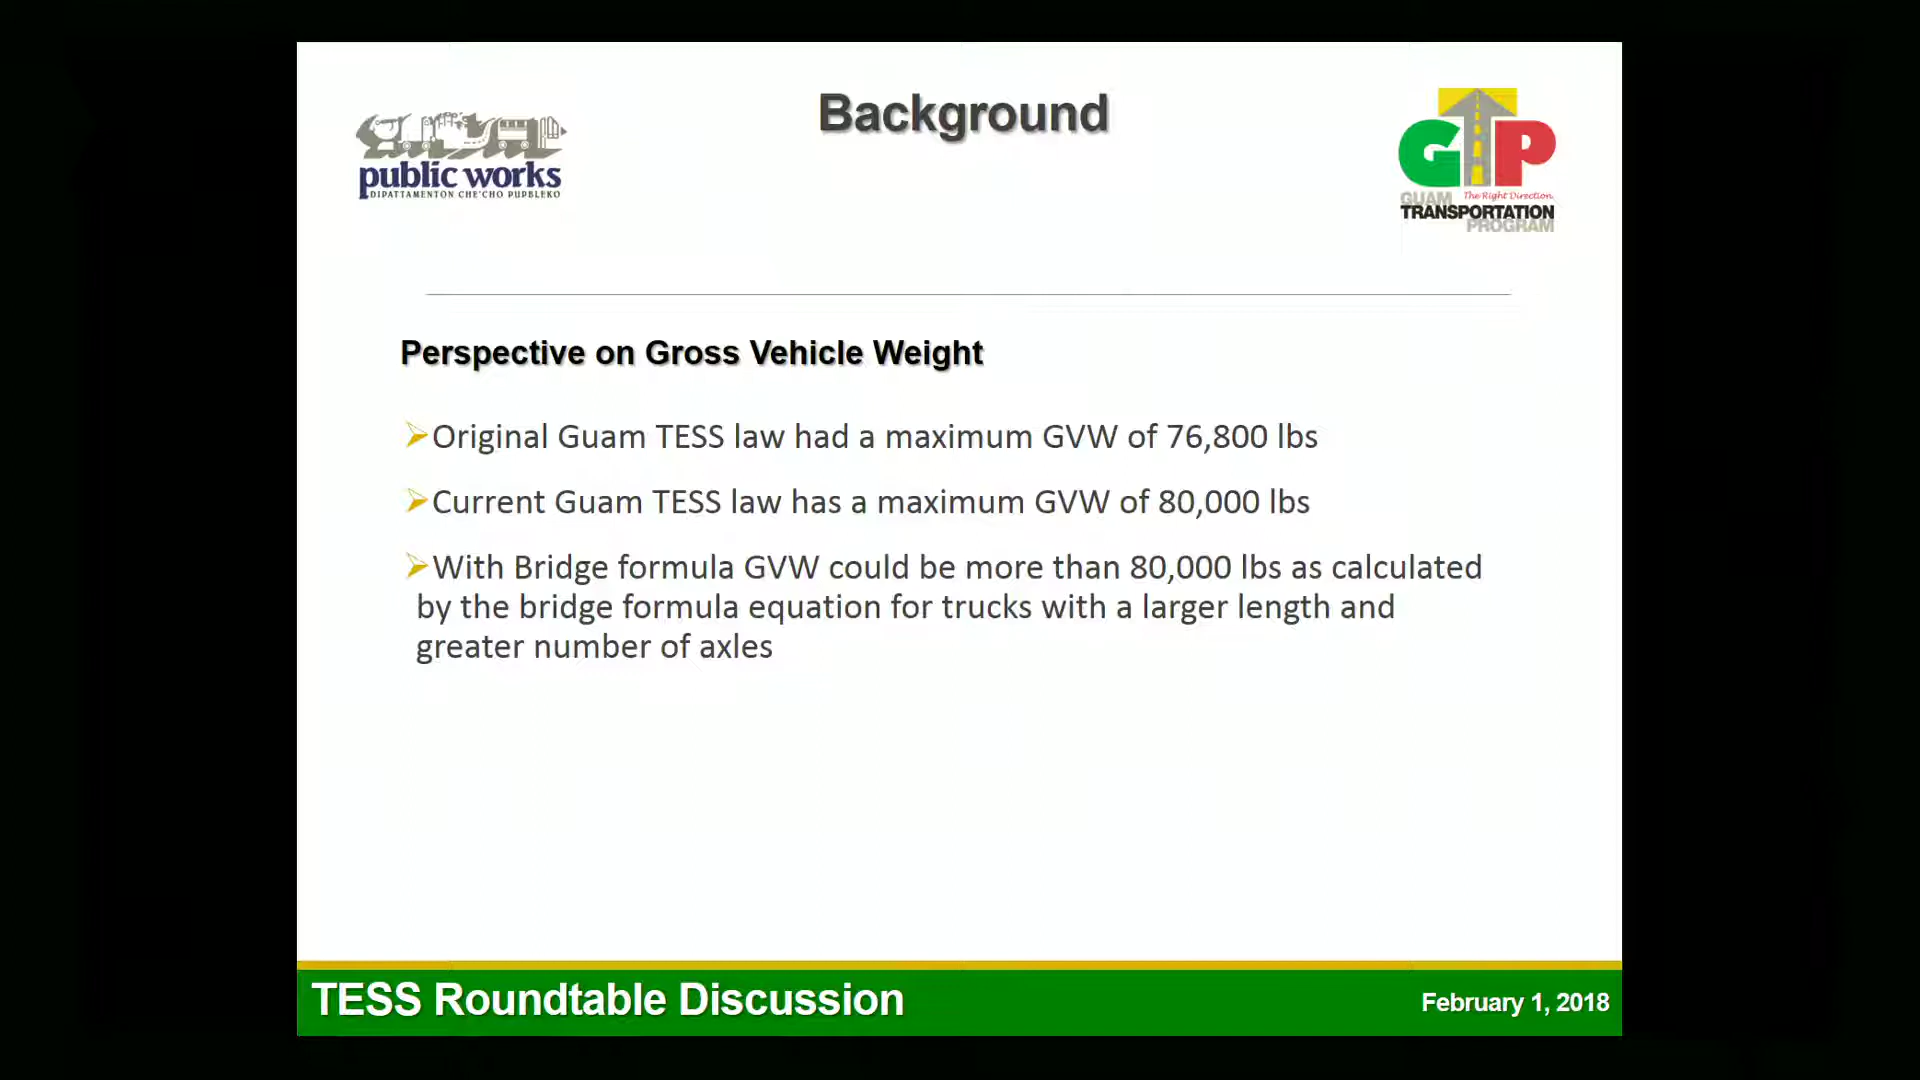 Background
public works
DIPATTAMENTON CHE'CHO PUPBLEKO
GTP
The Right Direction.
GUAM
TRANSPORTATION
PROGRAM
Perspective on Gross Vehicle Weight
Original Guam TESS law had a maximum GVW of 76,800 lbs
Current Guam TESS law has a maximum GVW of 80,000 lbs
With Bridge formula GVW could be more than 80,000 lbs as calculated
by the bridge formula equation for trucks with a larger length and
greater number of axles
TESS Roundtable Discussion
February 1, 2018